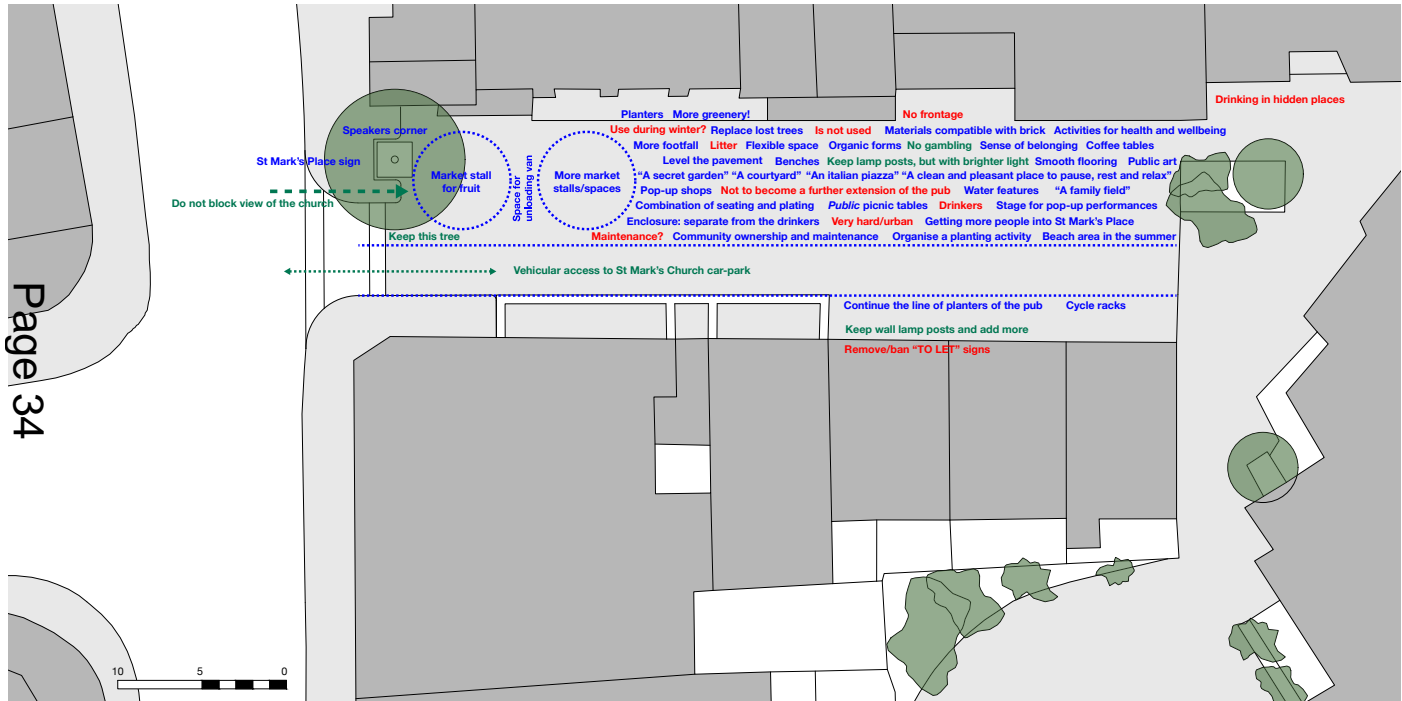 Page 34
Drinking in hidden places
Planters More greenery! No frontage
Speakers corner
Use during winter? Replace lost trees Is not used Materials compatible with brick Activities for health and wellbeing
More footfall Litter Flexible space Organic forms No gambling Sense of belonging Coffee tables
St Mark's Place sign
Level the pavement Benches Keep lamp posts, but with brighter light Smooth flooring Public art
Market stall
for fruit
Space for
unloading van
More market
stalls/spaces
“A secret garden” “A courtyard” “An italian piazza” “A clean and pleasant place to pause, rest and relax”
Pop-up shops Not to become a further extension of the pub Water features “A family field”
Do not block view of the church
Combination of seating and plating Public picnic tables Drinkers Stage for pop-up performances
Enclosure: separate from the drinkers Very hard/urban Getting more people into St Mark's Place
Keep this tree
Maintenance? Community ownership and maintenance Organise a planting activity Beach area in the summer
Vehicular access to St Mark's Church car-park
Continue the line of planters of the pub Cycle racks
Keep wall lamp posts and add more
Remove/ban “TO LET” signs
10 5 0